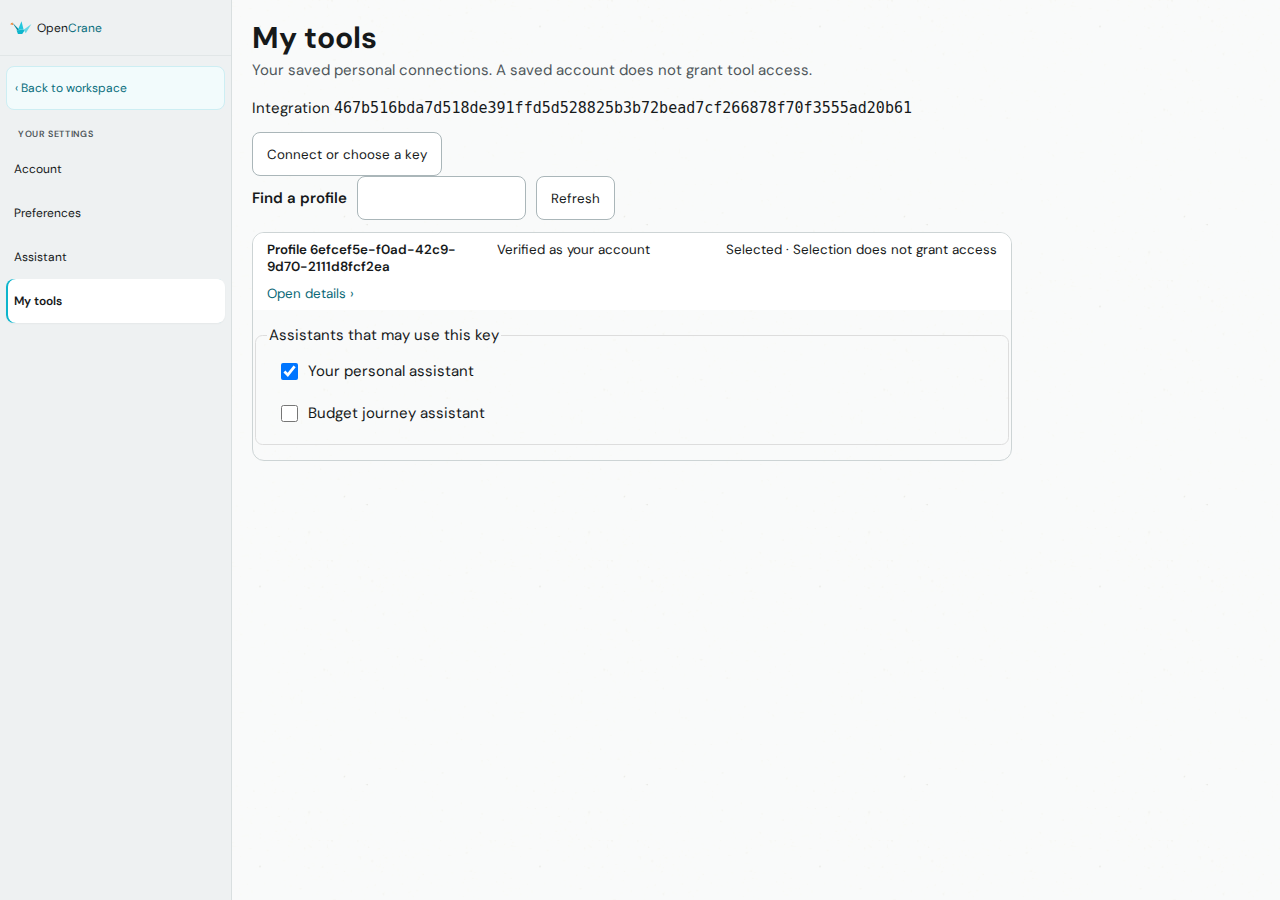 OpenCrane
‹ Back to workspace
YOUR SETTINGS
Account
Preferences
Assistant
My tools
My tools
Your saved personal connections. A saved account does not grant tool access.
Integration 467b516bda7d518de391ffd5d528825b3b72bead7cf266878f70f3555ad20b61
Connect or choose a key
Find a profile
Refresh
Profile 6efcef5e-f0ad-42c9-
9d70-2111d8fcf2ea
Verified as your account
Selected · Selection does not grant access
Open details ›
Assistants that may use this key
Your personal assistant
Budget journey assistant